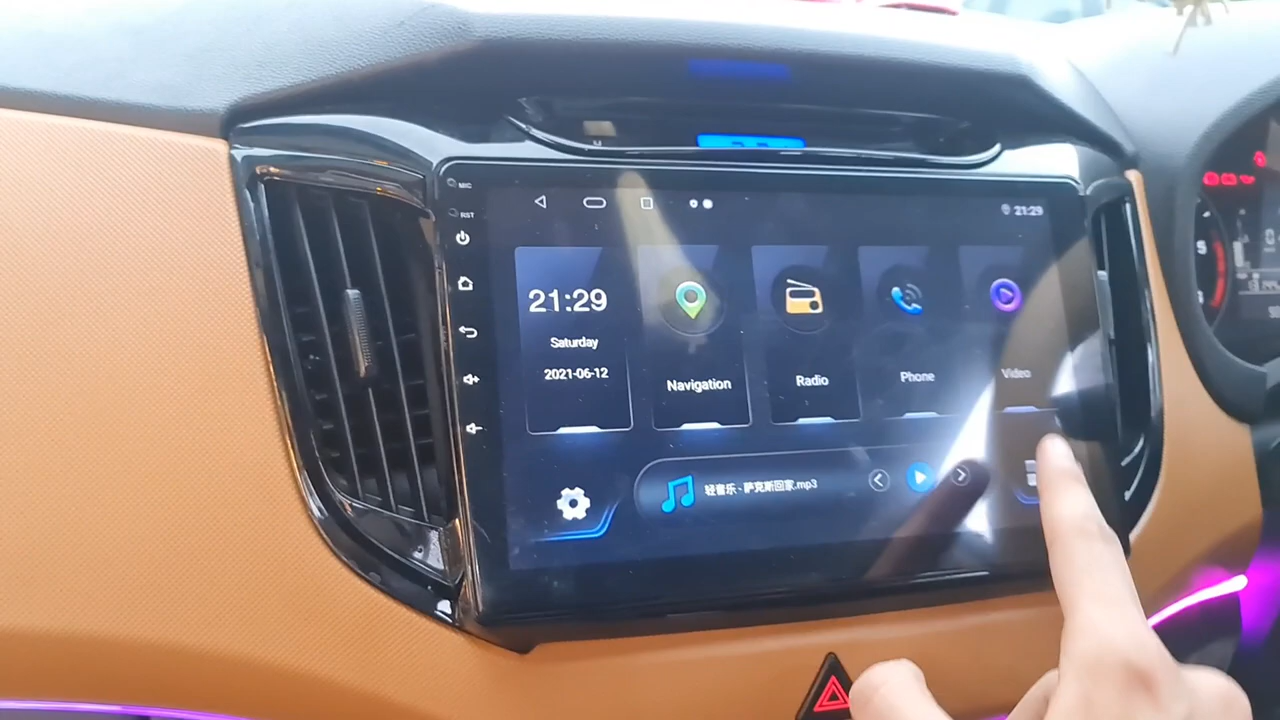 MIC
RST
21:29
21:29
Saturday
2021-06-12
Navigation
Radio
Phone
Video
轻音乐 - 萨克斯回家.mp3